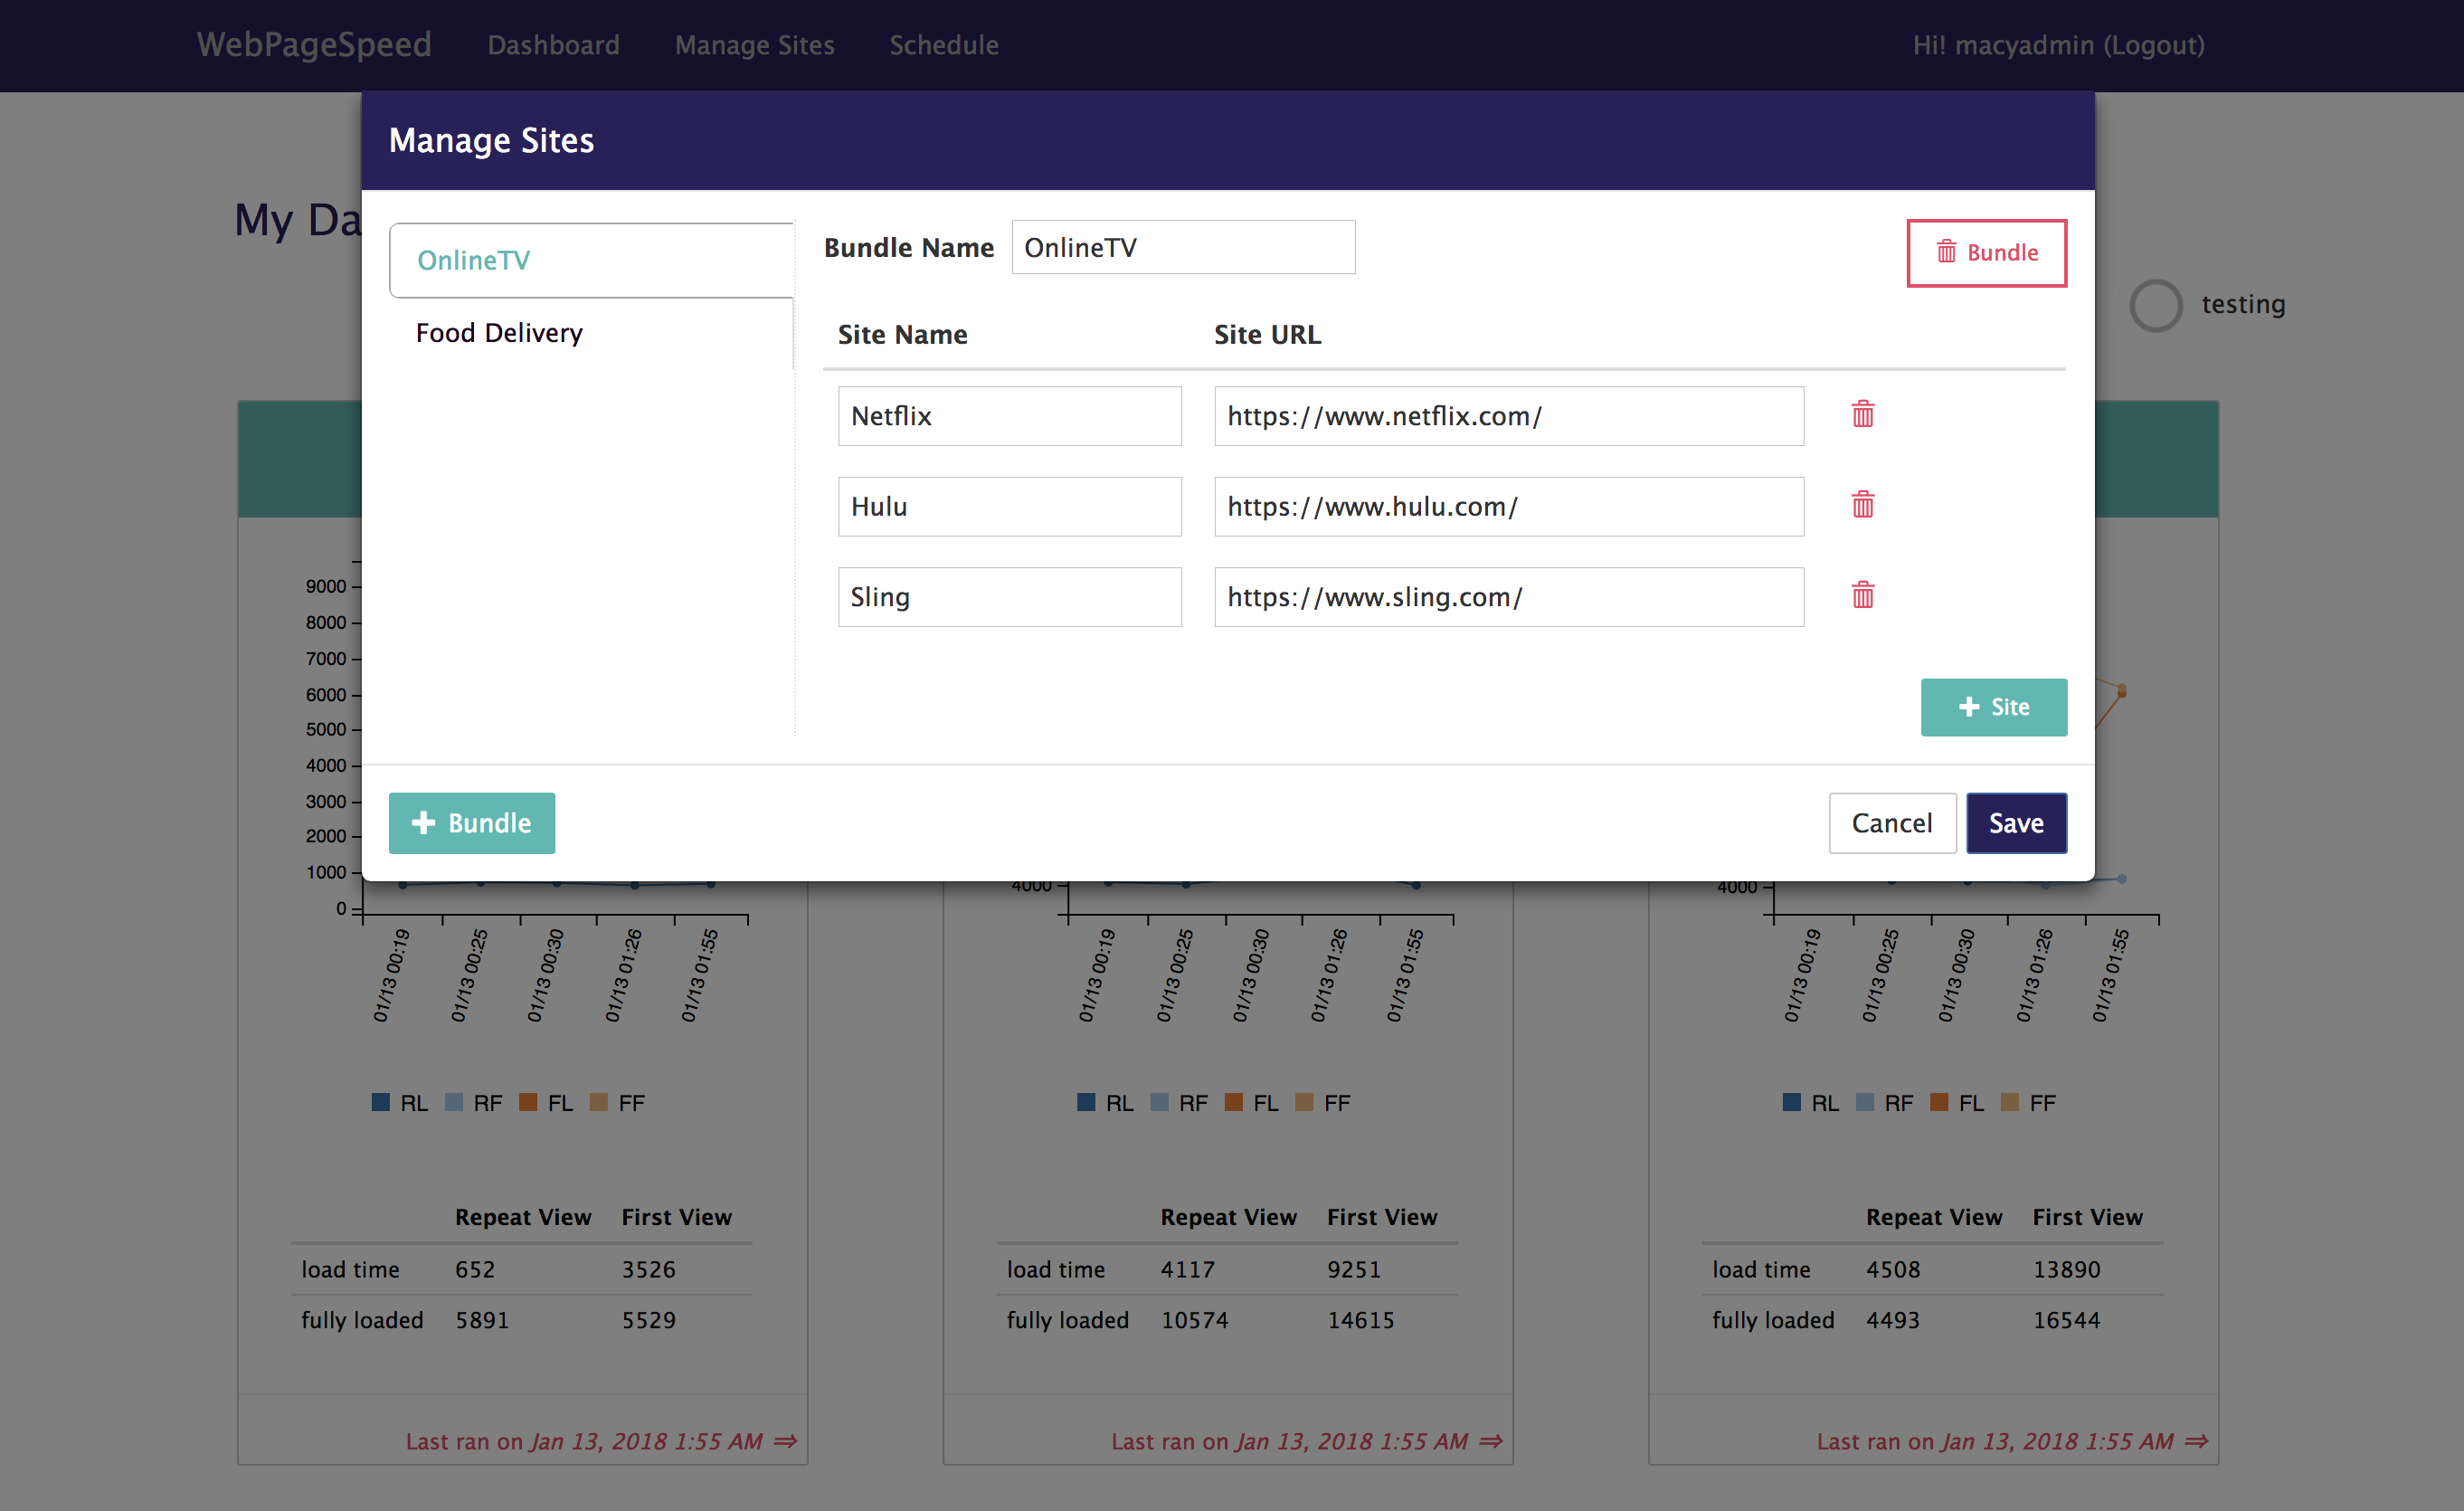 WebPageSpeed Dashboard Manage Sites Schedule Hi! macyadmin (Logout)
Manage Sites
My Da
OnlineTV
Food Delivery
Bundle Name OnlineTV Bundle
testing
Site Name Site URL
Netflix https://www.netflix.com/
Hulu https://www.hulu.com/
Sling https://www.sling.com/
+ Site
+ Bundle Cancel Save
9000
8000
7000
6000
5000
4000
3000
2000
1000
0
01/13 00:19 01/13 00:25 01/13 00:30 01/13 01:26 01/13 01:55
RL RF FL FF
Repeat View First View
load time 652 3526
fully loaded 5891 5529
Last ran on Jan 13, 2018 1:55 AM ⇒
4000
01/13 00:19 01/13 00:25 01/13 00:30 01/13 01:26 01/13 01:55
RL RF FL FF
Repeat View First View
load time 4117 9251
fully loaded 10574 14615
Last ran on Jan 13, 2018 1:55 AM ⇒
4000
01/13 00:19 01/13 00:25 01/13 00:30 01/13 01:26 01/13 01:55
RL RF FL FF
Repeat View First View
load time 4508 13890
fully loaded 4493 16544
Last ran on Jan 13, 2018 1:55 AM ⇒